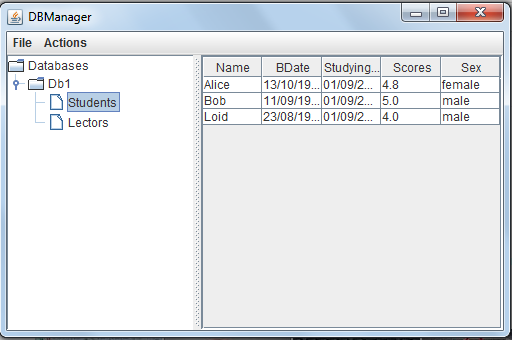 DBManager
File Actions
Databases
Db1
Students
Lectors
Name BDate Studying... Scores Sex
Alice 13/10/19... 01/09/2... 4.8 female
Bob 11/09/19... 01/09/2... 5.0 male
Loid 23/08/19... 01/09/2... 4.0 male